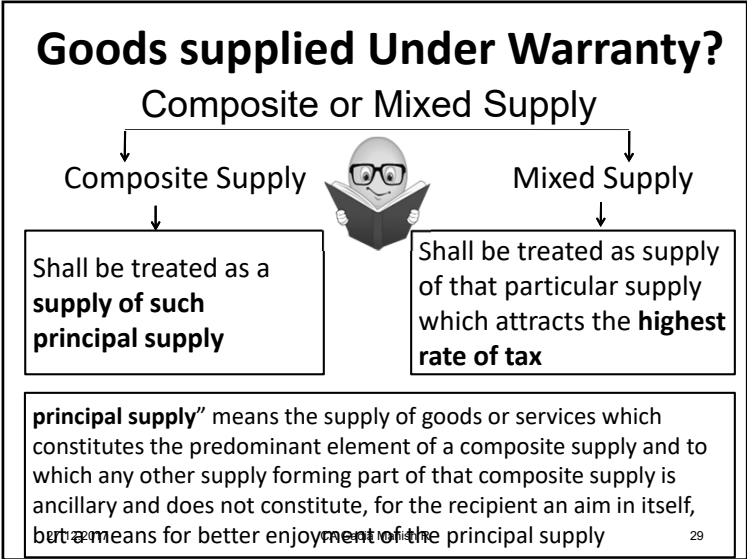 Goods supplied Under Warranty?
Composite or Mixed Supply
Composite Supply
Mixed Supply
Shall be treated as a
supply of such
principal supply
Shall be treated as supply
of that particular supply
which attracts the highest
rate of tax
principal supply” means the supply of goods or services which
constitutes the predominant element of a composite supply and to
which any other supply forming part of that composite supply is
ancillary and does not constitute, for the recipient an aim in itself,
but a means for better enjoyment of the principal supply
CA Gadia Manish R
29